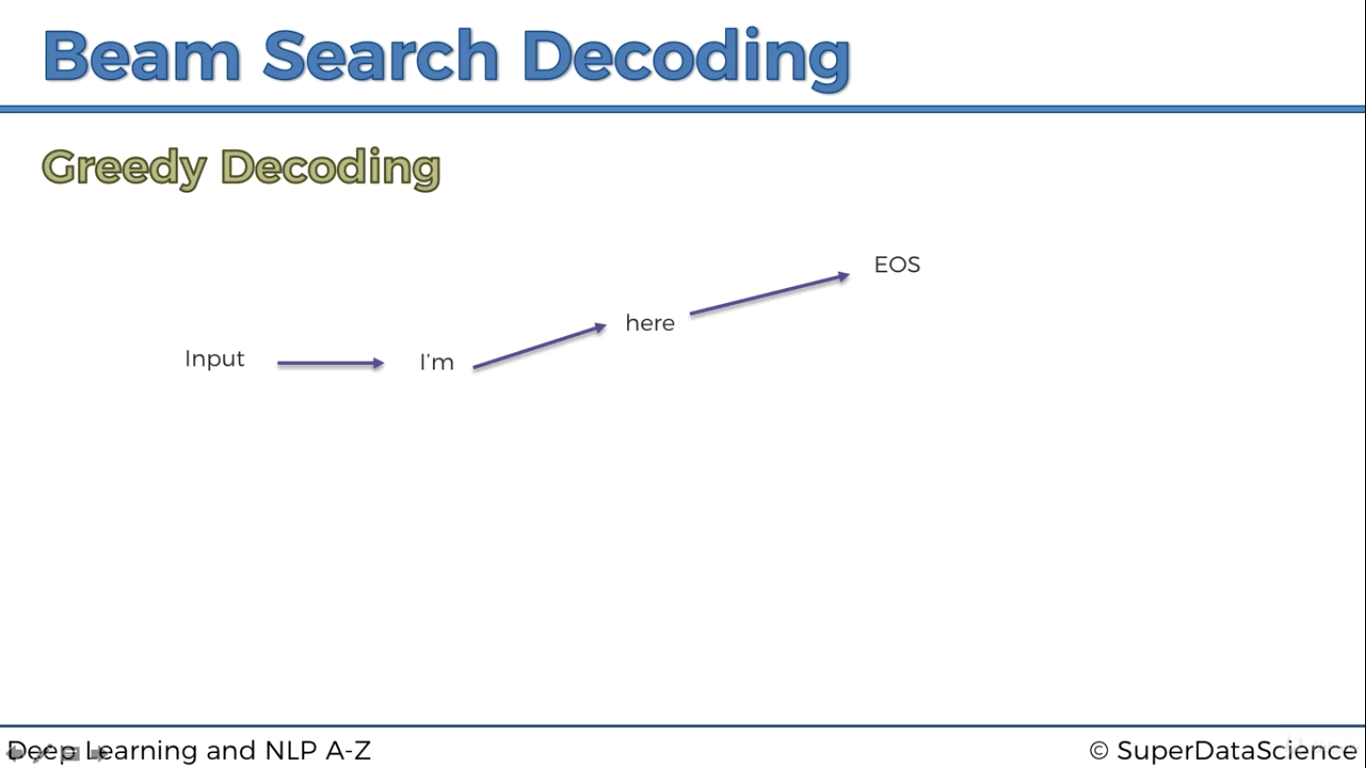 Beam Search Decoding
Greedy Decoding
EOS
here
Input
I'm
Deep Learning and NLP A-Z
© SuperDataScience